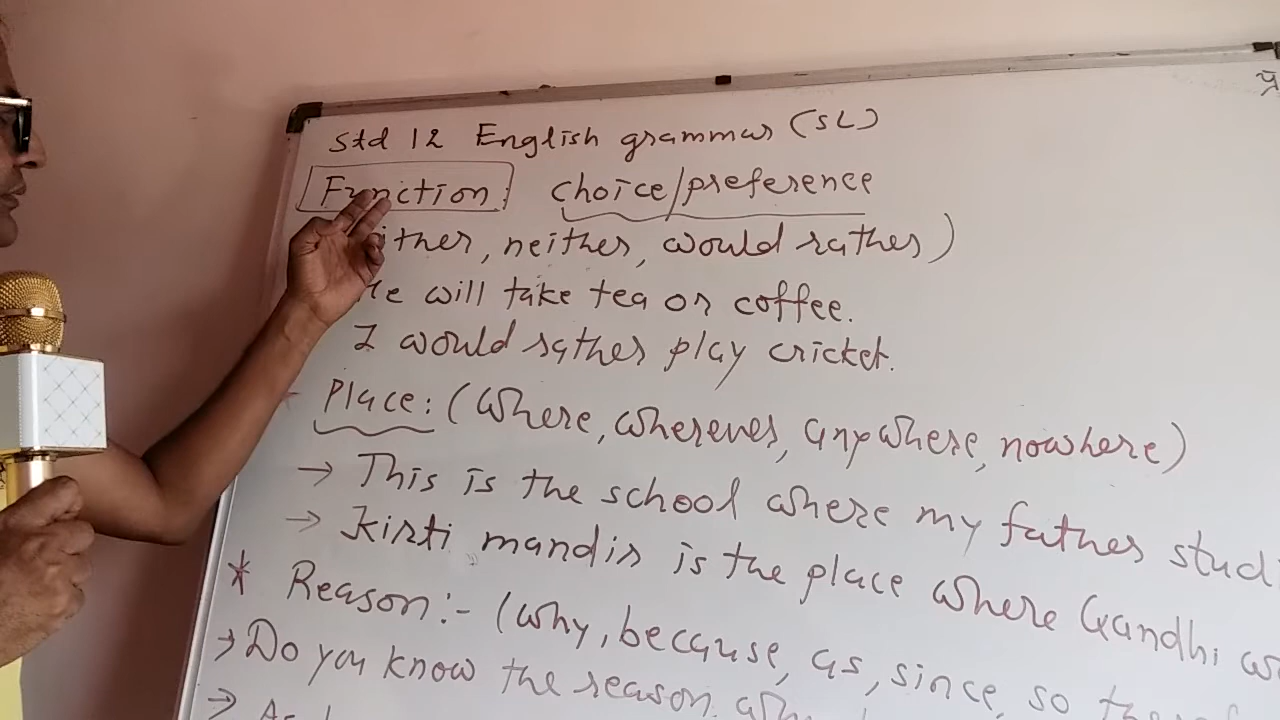 Std 12 English grammar (SL)
Function choice/preference
ither, neither, would rather)
He will take tea or coffee.
I would rather play cricket.
Place: (where, wherever, anywhere, nowhere)
→ This is the school where my father studi
→ Kirti mandir is the place where Gandhi
* Reason:- (why, because, as, since, so
→ Do you know the reason
→